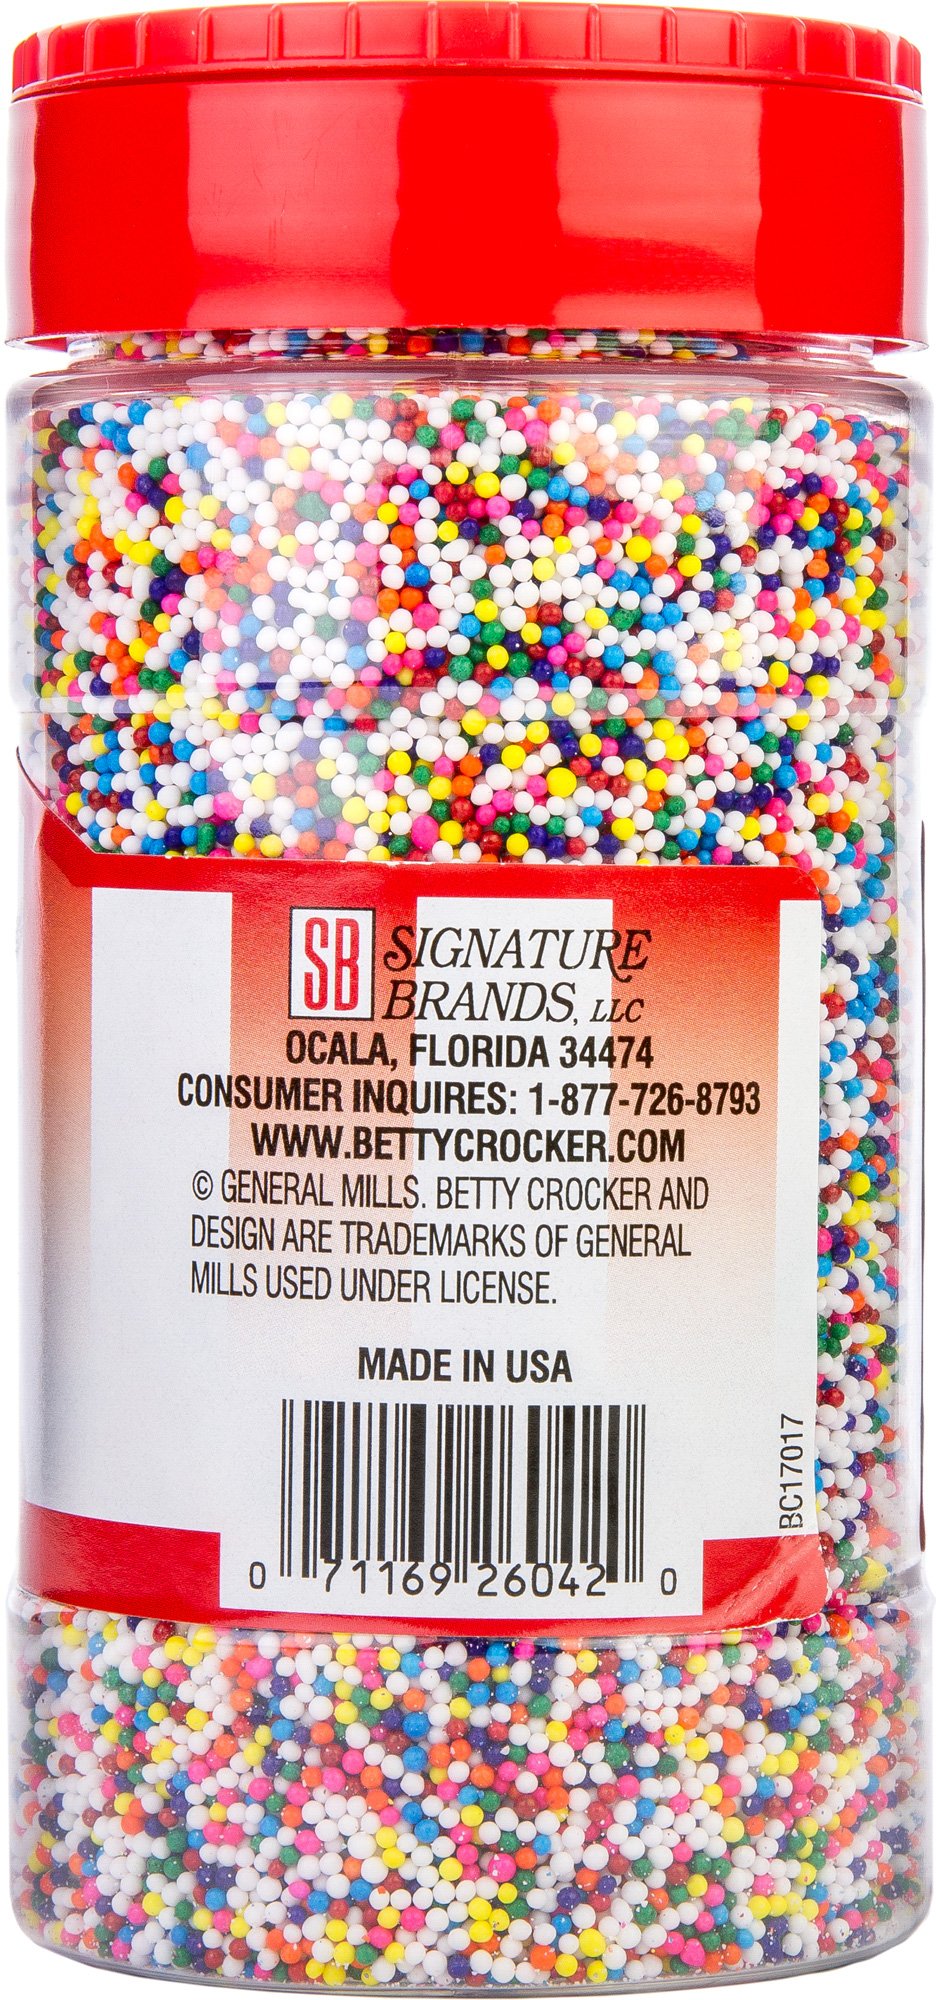 SB SIGNATURE
BRANDS, LLC
OCALA, FLORIDA 34474
CONSUMER INQUIRES: 1-877-726-8793
WWW.BETTYCROCKER.COM
© GENERAL MILLS. BETTY CROCKER AND
DESIGN ARE TRADEMARKS OF GENERAL
MILLS USED UNDER LICENSE.
MADE IN USA
BC17017
0 71169 26042 0